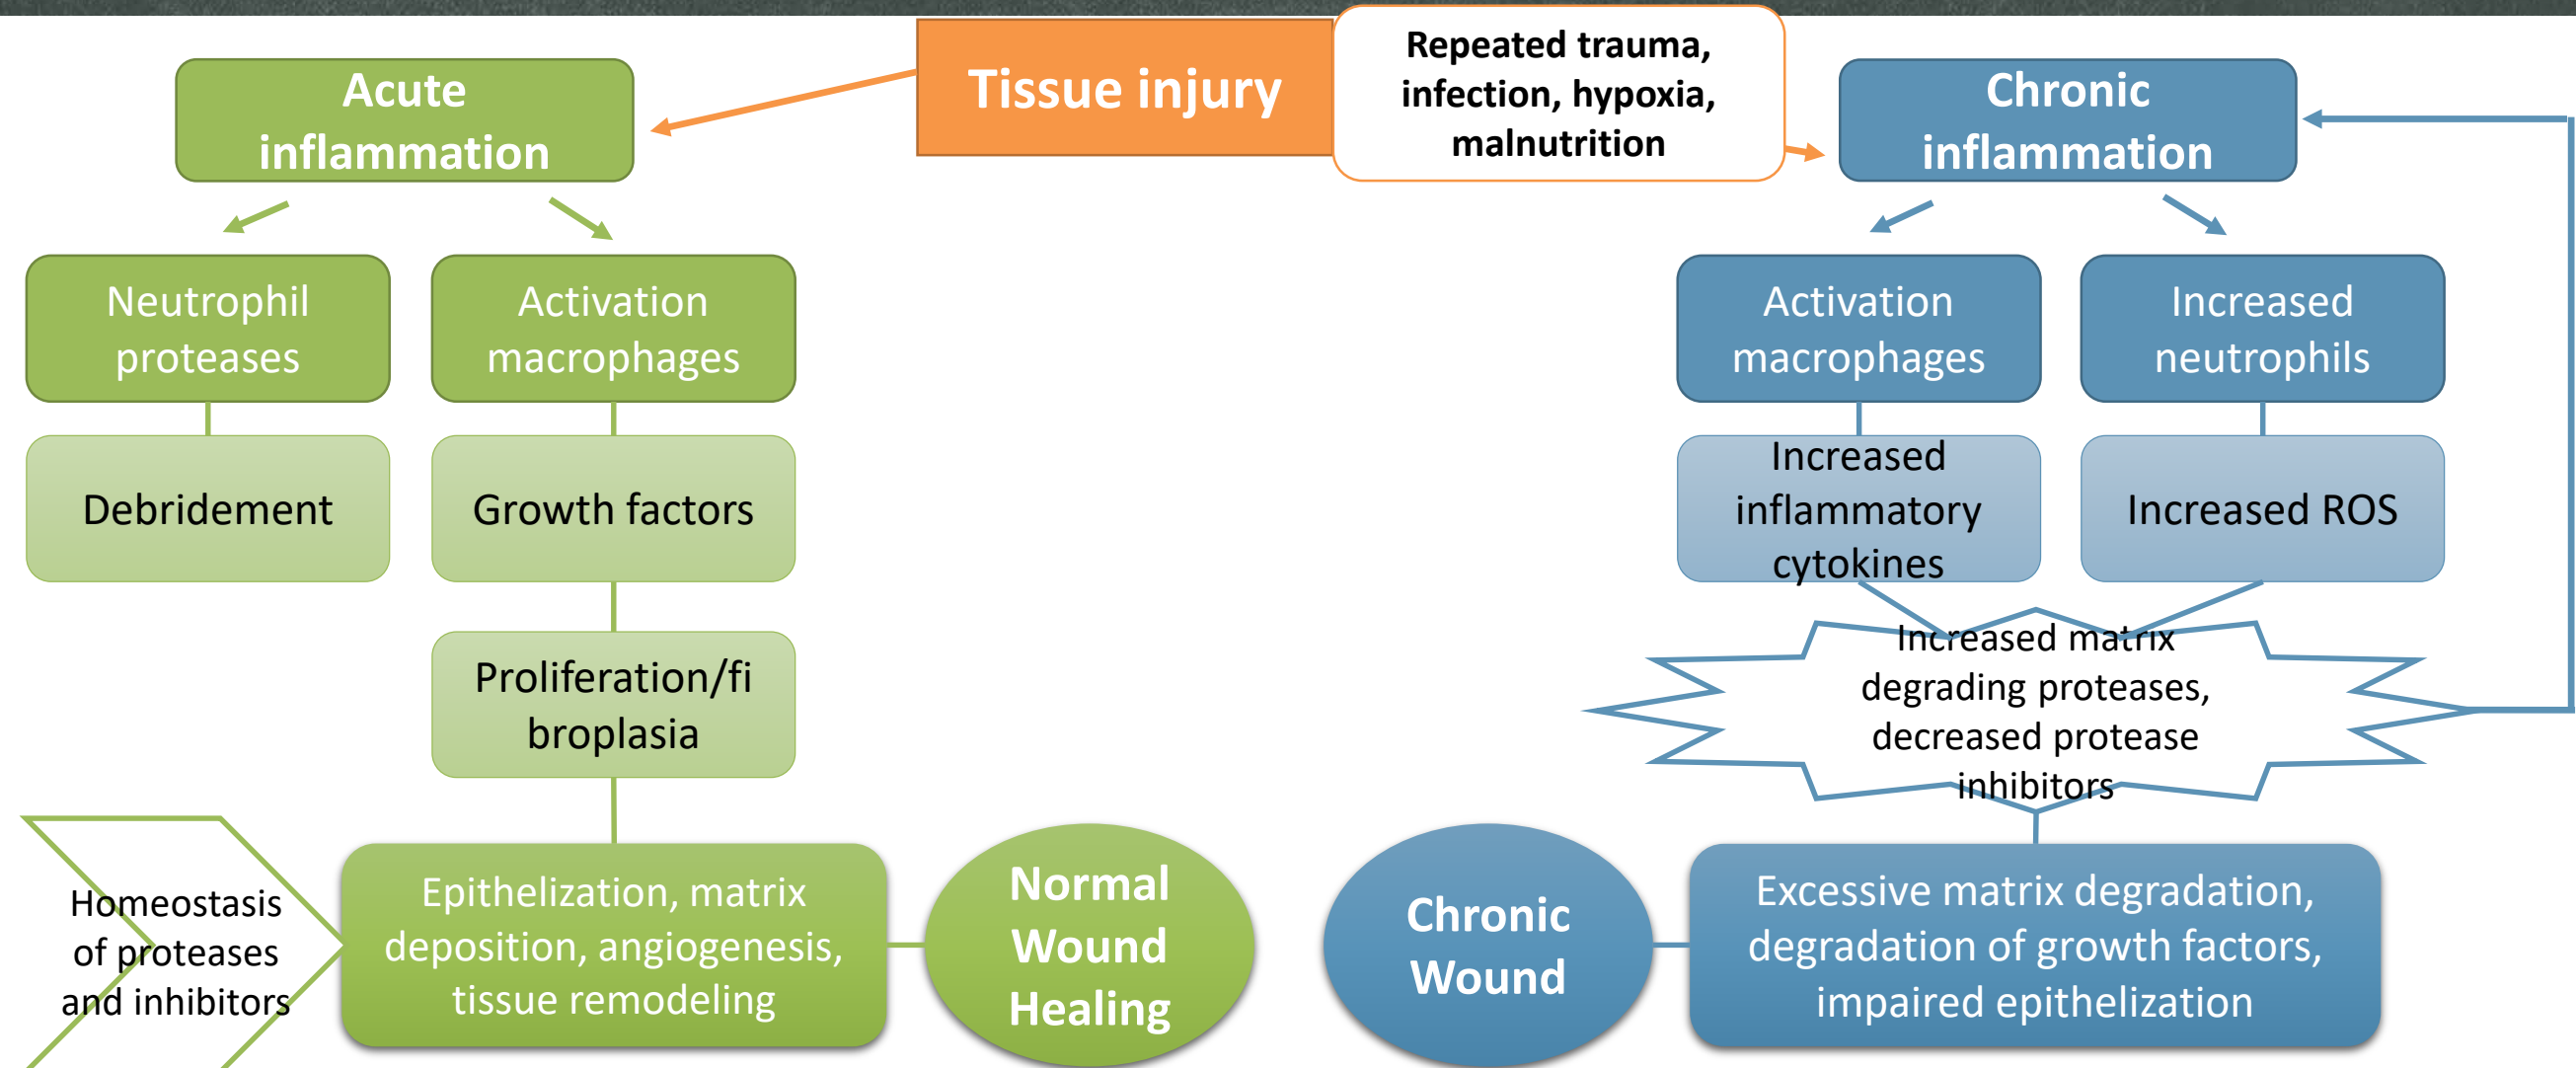 Tissue injury
Repeated trauma,
infection, hypoxia,
malnutrition
Acute
inflammation
Neutrophil
proteases
Activation
macrophages
Debridement
Growth factors
Proliferation/fi
broplasia
Homeostasis
of proteases
and inhibitors
Epithelization, matrix
deposition, angiogenesis,
tissue remodeling
Normal
Wound
Healing
Chronic
inflammation
Activation
macrophages
Increased
neutrophils
Increased
inflammatory
cytokines
Increased ROS
Increased matrix
degrading proteases,
decreased protease
inhibitors
Chronic
Wound
Excessive matrix degradation,
degradation of growth factors,
impaired epithelization